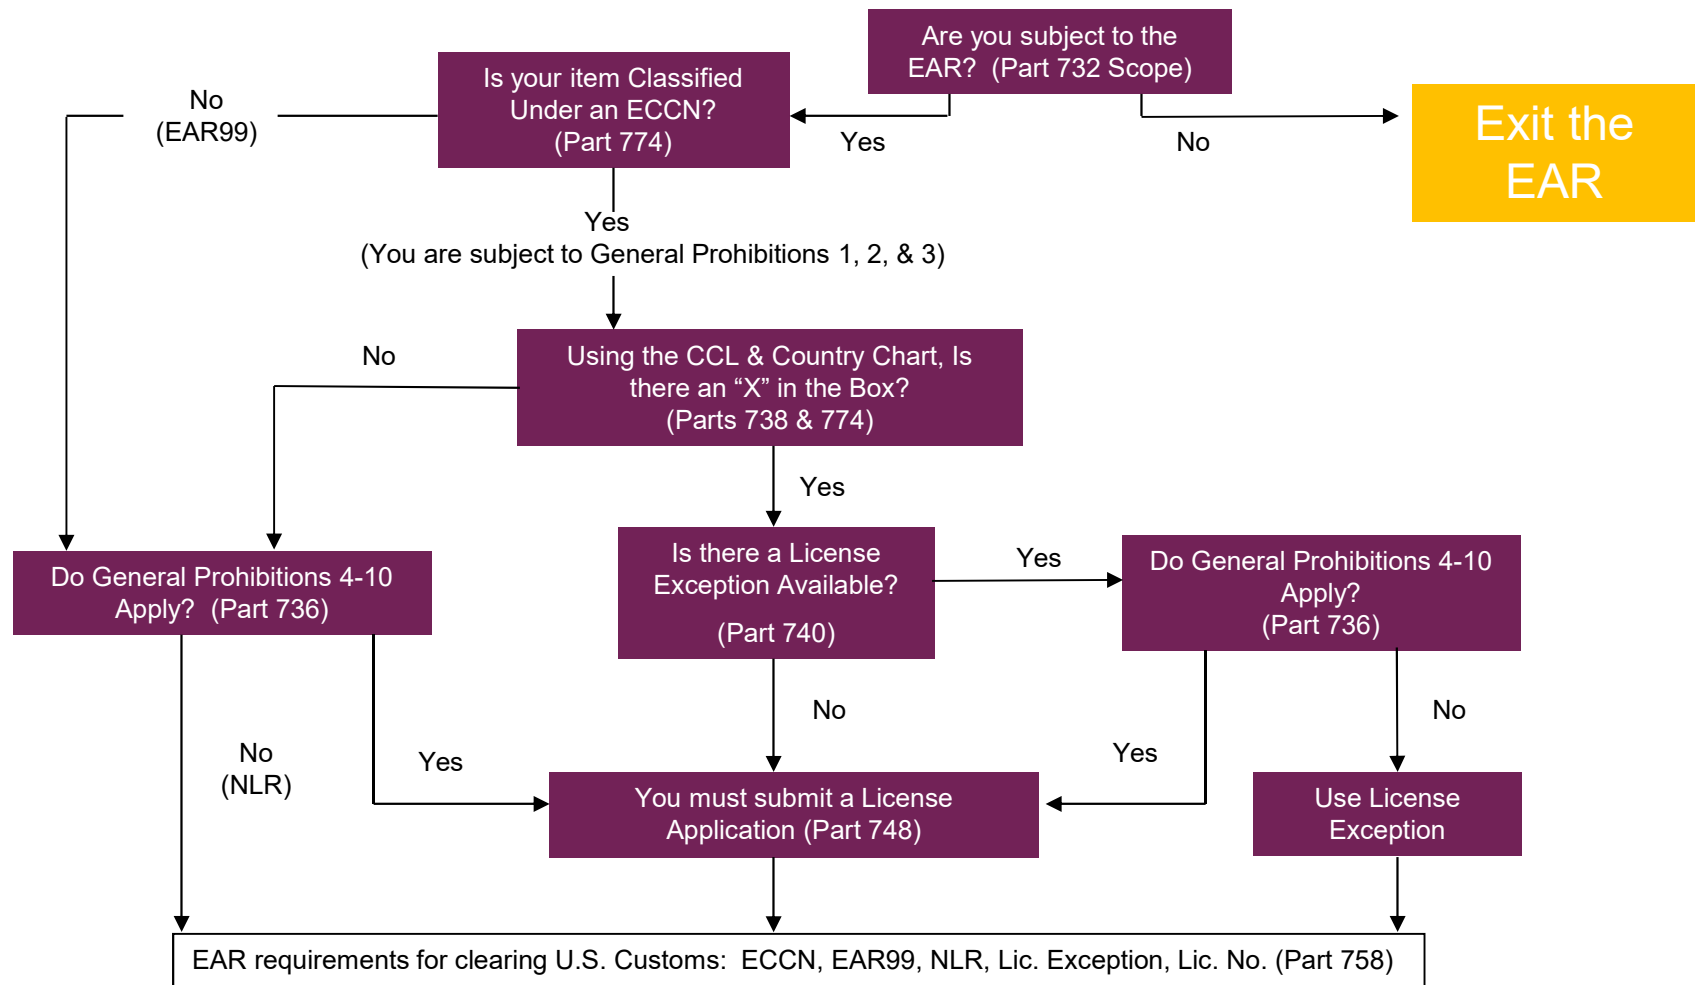 Are you subject to the
EAR? (Part 732 Scope)
Is your item Classified
Under an ECCN?
(Part 774)
No
(EAR99)
Yes
No
Exit the
EAR
Yes
(You are subject to General Prohibitions 1, 2, & 3)
No
Using the CCL & Country Chart, Is
there an “X” in the Box?
(Parts 738 & 774)
Yes
Do General Prohibitions 4-10
Apply? (Part 736)
Is there a License
Exception Available?
(Part 740)
Yes
Do General Prohibitions 4-10
Apply?
(Part 736)
No
(NLR)
Yes
No
Yes
No
You must submit a License
Application (Part 748)
Use License
Exception
EAR requirements for clearing U.S. Customs: ECCN, EAR99, NLR, Lic. Exception, Lic. No. (Part 758)